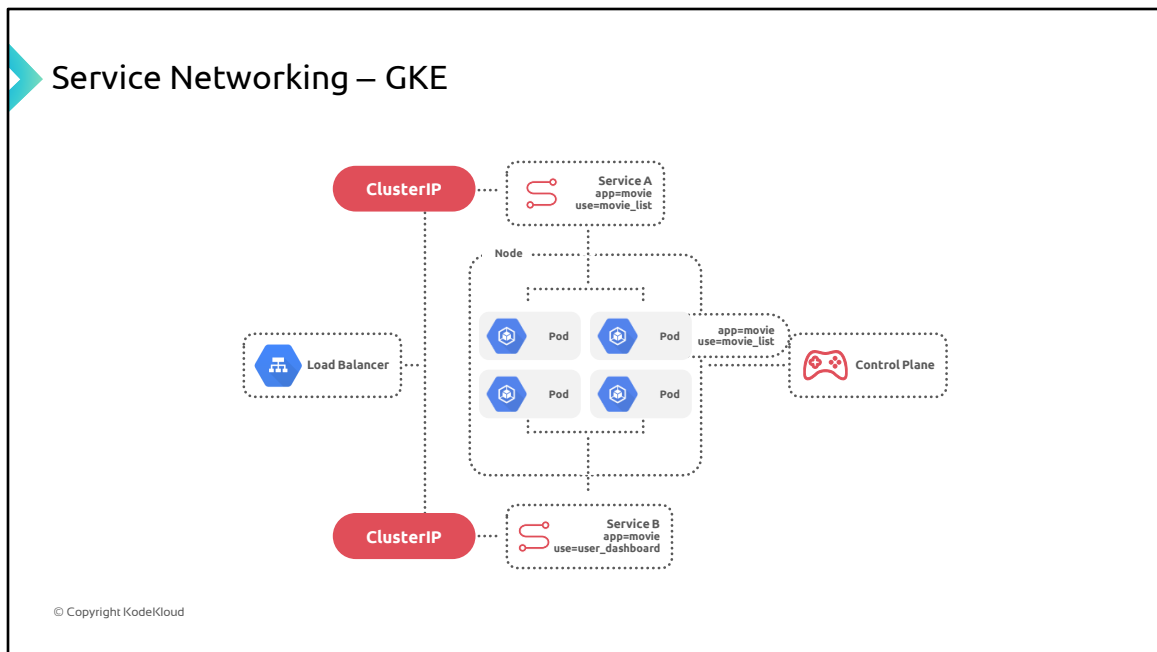 Service Networking – GKE
ClusterIP
Service A
app=movie
use=movie_list
Node
Pod
Pod
app=movie
use=movie_list
Load Balancer
Control Plane
Pod
Pod
ClusterIP
Service B
app=movie
use=user_dashboard
© Copyright KodeKloud